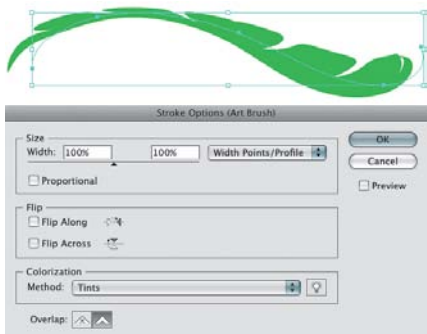 Stroke Options (Art Brush)
Size
Width: 100% 100% Width Points/Profile
Proportional
OK
Cancel
Preview
Flip
Flip Along
Flip Across
Colorization
Method: Tints
Overlap: